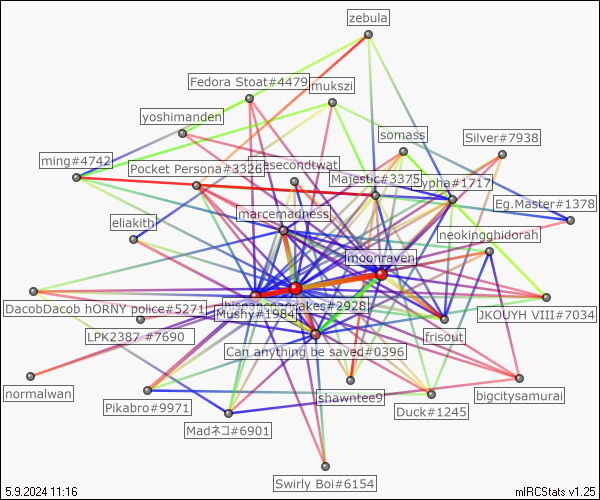 zebula
Fedora Stoat#4479
mukszi
yoshimanden
somass
Silver#7938
ming#4742
Pocket Persona#3326
Majestic#3375
#1717
Eg.Master#1378
marcemadness
eliakith
neokingghidorah
moonraven
DacobDacob hORNY police#5271
#2928
Mushy#1984
JKOUYH VIII#7034
LPK2387 #7690
frisout
Can anything be saved#0396
normalwan
shawntee9
bigcitysamurai
Pikabro#9971
Duck#1245
Madネコ#6901
Swirly Boi#6154
5.9.2024 11:16
mIRCStats v1.25